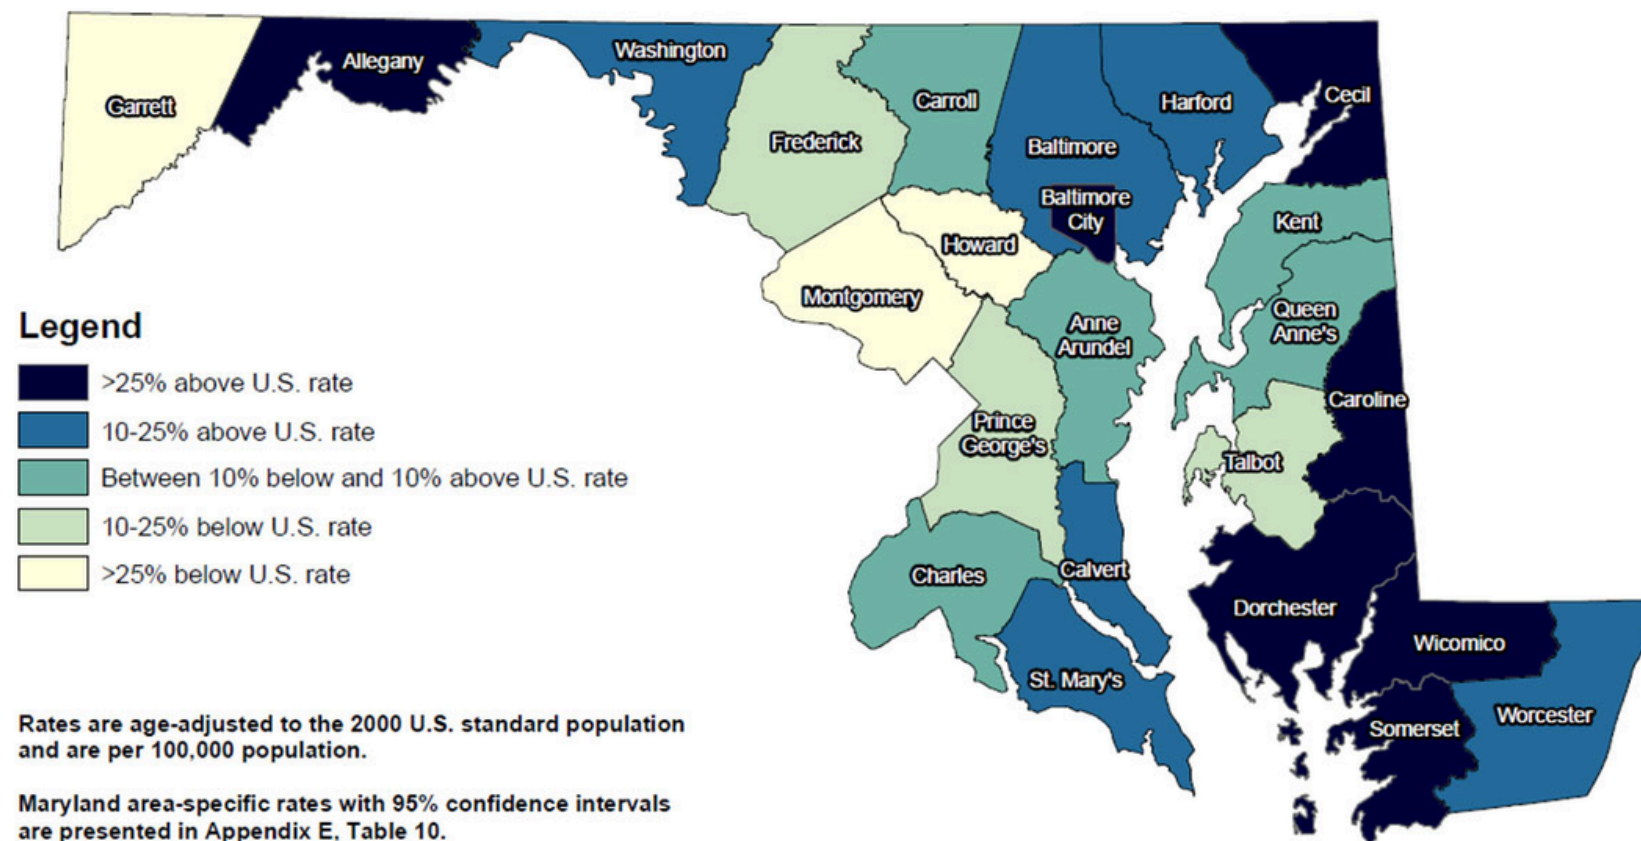 Garrett
Allegany
Washington
Frederick
Carroll
Baltimore
Harford
Cecil
Baltimore
City
Howard
Montgomery
Kent
Queen
Anne's
Anne
Arundel
Caroline
Prince
George's
Talbot
Charles
Calvert
Dorchester
Wicomico
St. Mary's
Somerset
Worcester
Legend
>25% above U.S. rate
10-25% above U.S. rate
Between 10% below and 10% above U.S. rate
10-25% below U.S. rate
>25% below U.S. rate
Rates are age-adjusted to the 2000 U.S. standard population
and are per 100,000 population.
Maryland area-specific rates with 95% confidence intervals
are presented in Appendix E, Table 10.